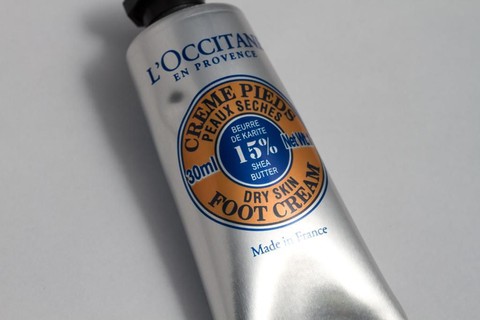 L'OCCITANE
EN PROVENCE
CREME PIEDS
PEAUX SECHES
BEURRE
DE KARITE
15%
SHEA
BUTTER
30ml
Net Wt.
DRY SKIN
FOOT CREAM
Made in France